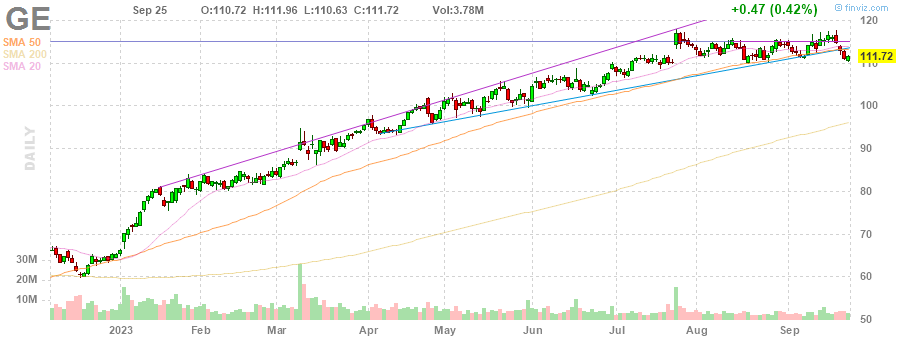 GE
Sep 25 O:110.72 H:111.96 L:110.63 C:111.72 Vol:3.78M
+0.47 (0.42%)
@ finviz.com
SMA 50
SMA 200
SMA 20
DAILY
120
111.72
110
100
90
80
70
60
50
30M
20M
10M
2023 Feb Mar Apr May Jun Jul Aug Sep